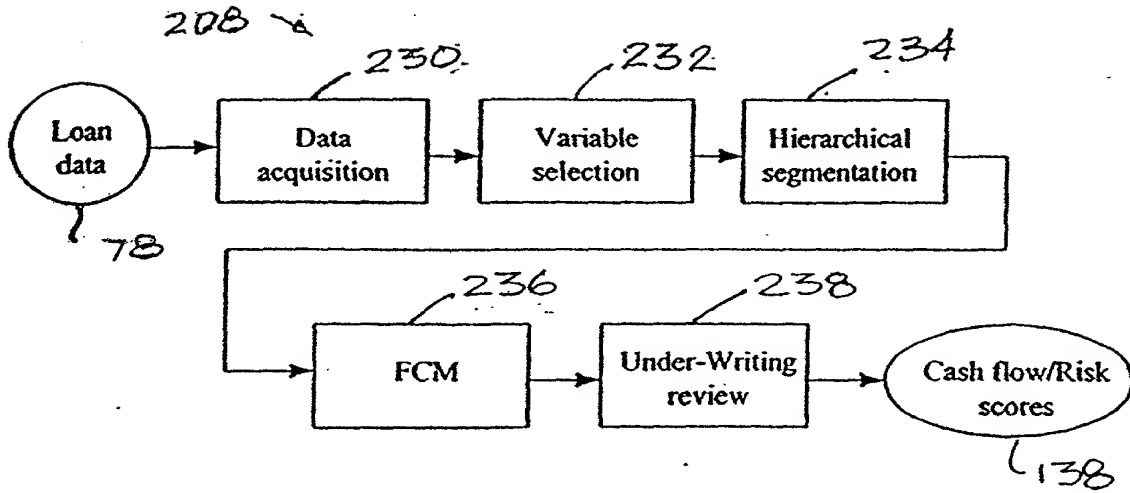 208
230
232
234
Loan
data
Data
acquisition
Variable
selection
Hierarchical
segmentation
78
236
238
FCM
Under-Writing
review
Cash flow/Risk
scores
138